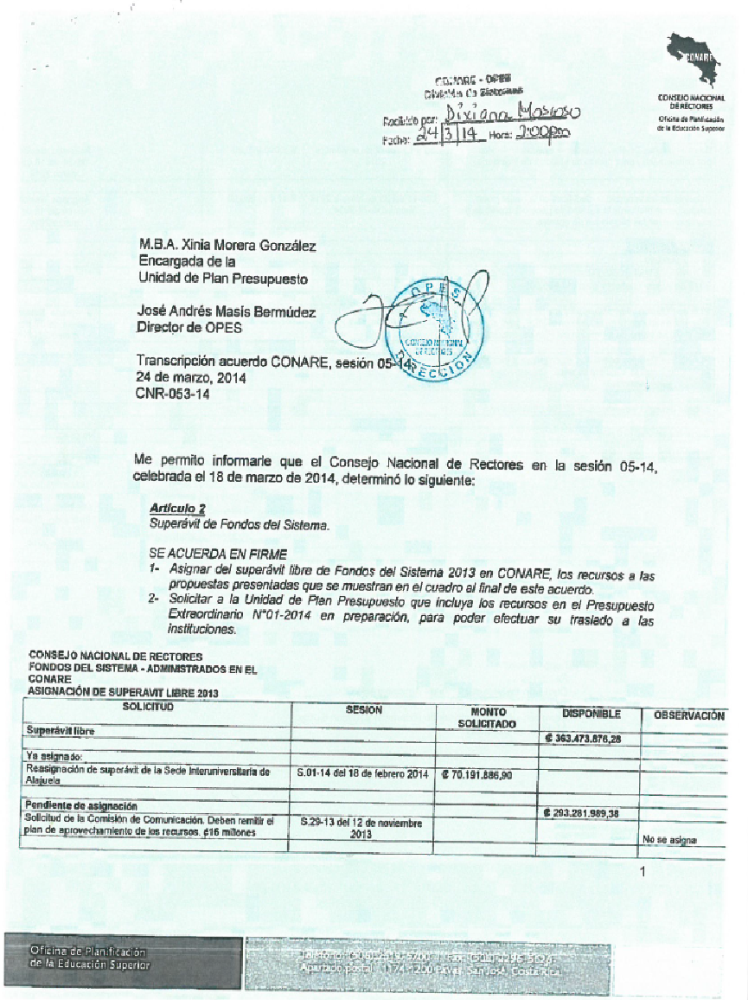 CONARE
CONSEJO NACIONAL
DE RECTORES
Oficina de Planificación
de la Educación Superior
CONARE - OPES
División de Sistemas
Recibido por: Dixiana Moscoso
Fecha: 24/3/14 Hora: 2:00pm
M.B.A. Xinia Morera González
Encargada de la
Unidad de Plan Presupuesto
José Andrés Masís Bermúdez
Director de OPES
OPES
CONSEJO NACIONAL
DE RECTORES
DIRECCION
Transcripción acuerdo CONARE, sesión 05-14
24 de marzo, 2014
CNR-053-14
Me permito informarle que el Consejo Nacional de Rectores en la sesión 05-14,
celebrada el 18 de marzo de 2014, determinó lo siguiente:
Artículo 2
Superávit de Fondos del Sistema.
SE ACUERDA EN FIRME
1- Asignar del superávit libre de Fondos del Sistema 2013 en CONARE, los recursos a las
propuestas presentadas que se muestran en el cuadro al final de este acuerdo.
2- Solicitar a la Unidad de Plan Presupuesto que incluya los recursos en el Presupuesto
Extraordinario N°01-2014 en preparación, para poder efectuar su traslado a las
instituciones.
CONSEJO NACIONAL DE RECTORES
FONDOS DEL SISTEMA - ADMINISTRADOS EN EL
CONARE
ASIGNACIÓN DE SUPERAVIT LIBRE 2013
SOLICITUD SESION MONTO SOLICITADO DISPONIBLE OBSERVACIÓN
Superávit libre ₡ 363.473.876,28
Ya asignado:
Reasignación de superávit de la Sede Interuniversitaria de
Alajuela S.01-14 del 18 de febrero 2014 ₡ 70.191.886,90
Pendiente de asignación ₡ 293.281.989,38
Solicitud de la Comisión de Comunicación. Deben remitir el
plan de aprovechamiento de los recursos. ¢16 millones S.29-13 del 12 de noviembre
2013 No se asigna
1
Oficina de Planificación
de la Educación Superior
Apartado postal 1174-1200 Pavas, San José, Costa Rica